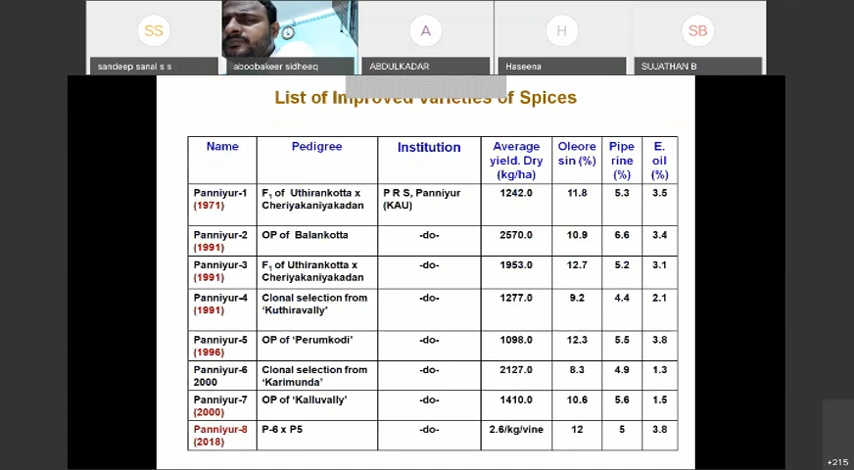 SS
A
H
SB
sandeep sanal s s
aboobakeer sidheeq
ABDULKADAR
Haseena
SUJATHAN B
List of Improved Varieties of Spices
Name Pedigree Institution Average yield. Dry (kg/ha) Oleore sin (%) Pipe rine (%) E. oil (%)
Panniyur-1 (1971) F1 of Uthirankotta x Cheriyakaniyakadan P R S, Panniyur (KAU) 1242.0 11.8 5.3 3.5
Panniyur-2 (1991) OP of Balankotta -do- 2570.0 10.9 6.6 3.4
Panniyur-3 (1991) F1 of Uthirankotta x Cheriyakaniyakadan -do- 1953.0 12.7 5.2 3.1
Panniyur-4 (1991) Clonal selection from ‘Kuthiravally’ -do- 1277.0 9.2 4.4 2.1
Panniyur-5 (1996) OP of ‘Perumkodi’ -do- 1098.0 12.3 5.5 3.8
Panniyur-6 2000 Clonal selection from ‘Karimunda’ -do- 2127.0 8.3 4.9 1.3
Panniyur-7 (2000) OP of ‘Kalluvally’ -do- 1410.0 10.6 5.6 1.5
Panniyur-8 (2018) P-6 x P5 -do- 2.6/kg/vine 12 5 3.8
+215